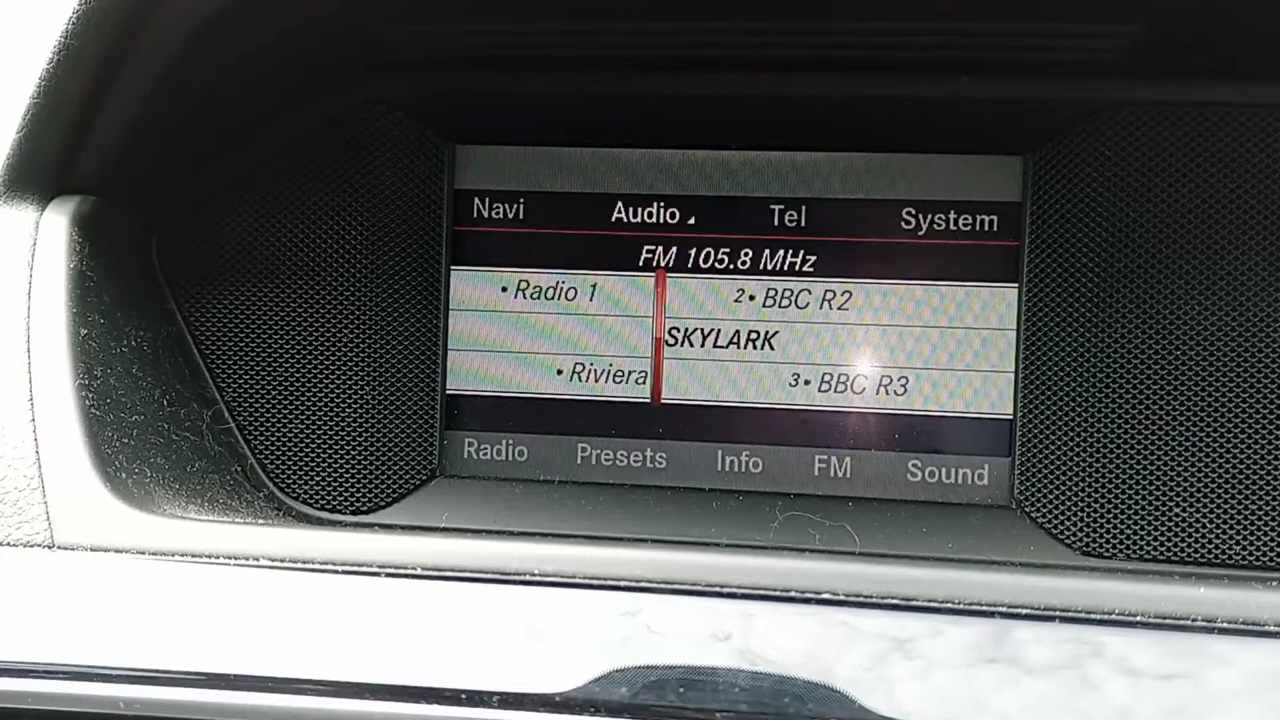 Navi Audio Tel System
FM 105.8 MHz
• Radio 1 2• BBC R2
SKYLARK
• Riviera 3• BBC R3
Radio Presets Info FM Sound